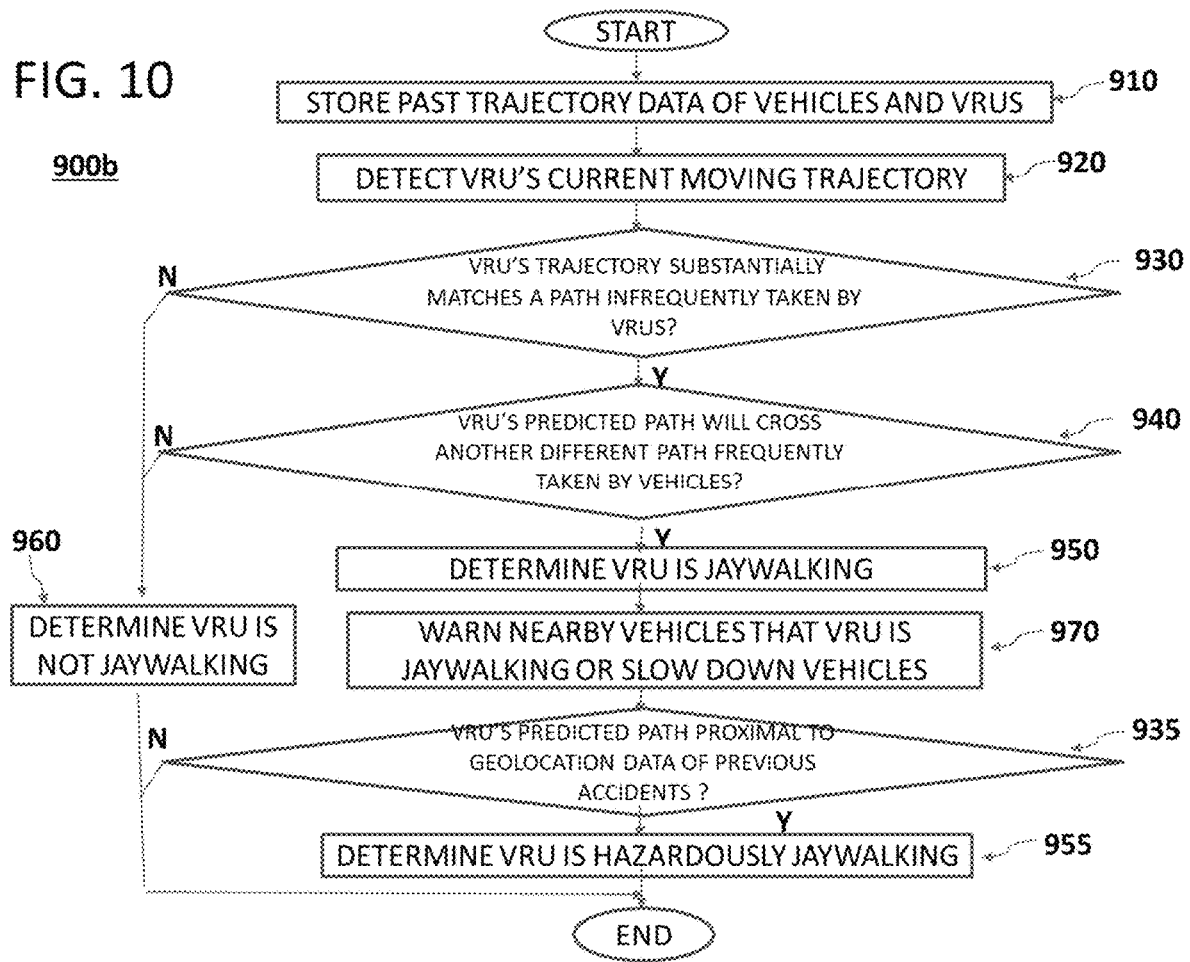 START
FIG. 10
910
STORE PAST TRAJECTORY DATA OF VEHICLES AND VRUS
900b
920
DETECT VRU'S CURRENT MOVING TRAJECTORY
930
N
VRU'S TRAJECTORY SUBSTANTIALLY
MATCHES A PATH INFREQUENTLY TAKEN BY
VRUS?
Y
940
N
VRU'S PREDICTED PATH WILL CROSS
ANOTHER DIFFERENT PATH FREQUENTLY
TAKEN BY VEHICLES?
Y
950
DETERMINE VRU IS JAYWALKING
960
DETERMINE VRU IS
NOT JAYWALKING
970
WARN NEARBY VEHICLES THAT VRU IS
JAYWALKING OR SLOW DOWN VEHICLES
935
N
VRU'S PREDICTED PATH PROXIMAL TO
GEOLOCATION DATA OF PREVIOUS
ACCIDENTS ?
Y
955
DETERMINE VRU IS HAZARDOUSLY JAYWALKING
END